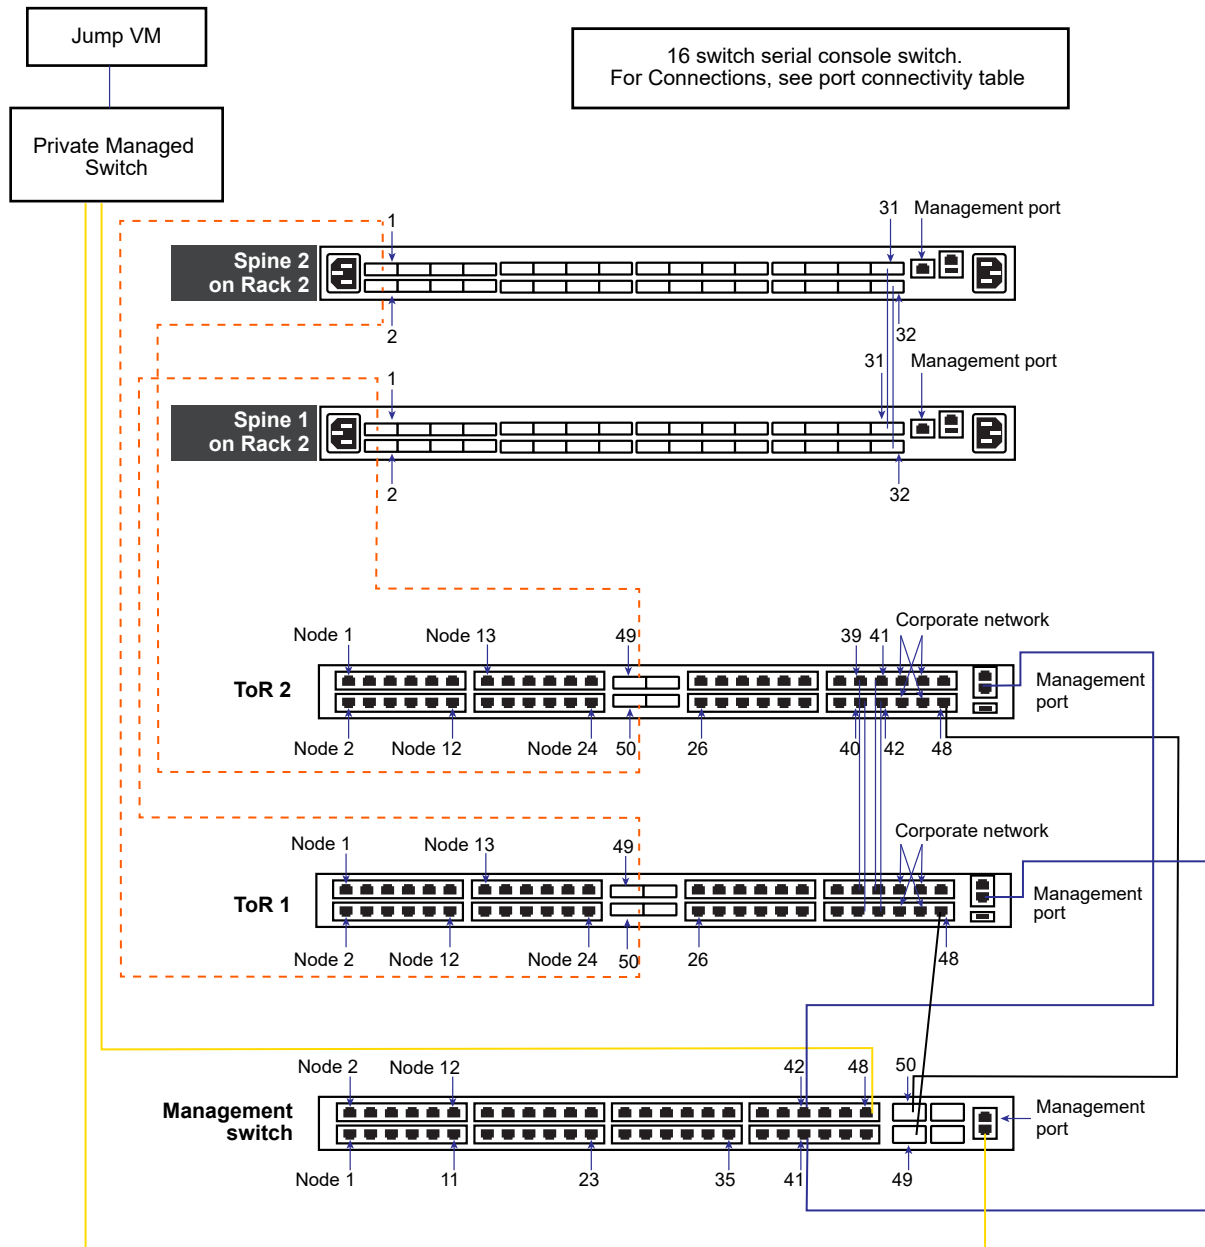 Jump VM
16 switch serial console switch.
For Connections, see port connectivity table
Private Managed
Switch
1
31
Management port
Spine 2
on Rack 2
2
32
1
31
Management port
Spine 1
on Rack 2
2
32
Node 1
Node 13
49
39
41
Corporate network
ToR 2
Management
port
Node 2
Node 12
Node 24
50
26
40
42
48
Node 1
Node 13
49
Corporate network
ToR 1
Management
port
Node 2
Node 12
Node 24
50
26
48
Node 2
Node 12
42
48
50
Management
switch
Management
port
Node 1
11
23
35
41
49